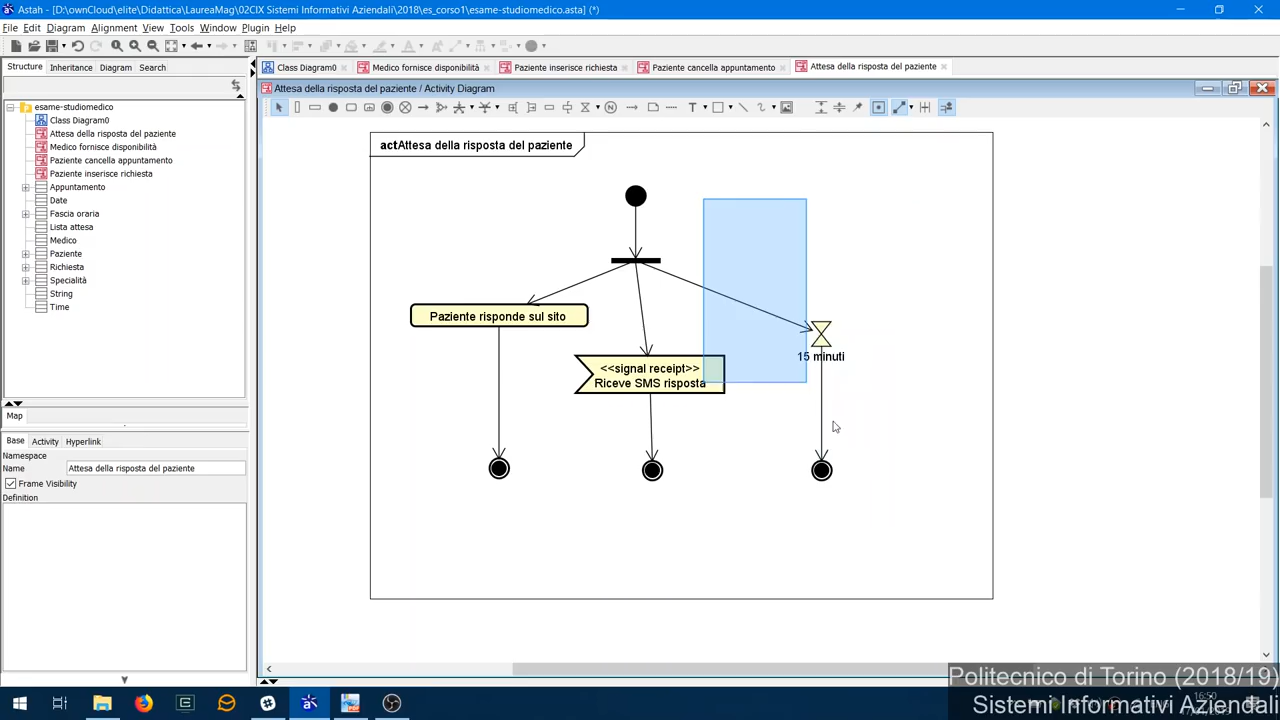 Astah - [D:\ownCloud\elite\Didattica\LaureaMag\02CIX Sistemi Informativi Aziendali\2018\es_corso1\esame-studiomedico.asta] (*)
File Edit Diagram Alignment View Tools Window Plugin Help
Structure Inheritance Diagram Search
Class Diagram0 Medico fornisce disponibilità Paziente inserisce richiesta Paziente cancella appuntamento Attesa della risposta del paziente
Attesa della risposta del paziente / Activity Diagram
esame-studiomedico
Class Diagram0
Attesa della risposta del paziente
Medico fornisce disponibilità
Paziente cancella appuntamento
Paziente inserisce richiesta
Appuntamento
Date
Fascia oraria
Lista attesa
Medico
Paziente
Richiesta
Specialità
String
Time
Map
Base Activity Hyperlink
Namespace
Name Attesa della risposta del paziente
Frame Visibility
Definition
actAttesa della risposta del paziente
Paziente risponde sul sito
<<signal receipt>>
Riceve SMS risposta
15 minuti
Politecnico di Torino (2018/19)
Sistemi Informativi Aziendali
16:50